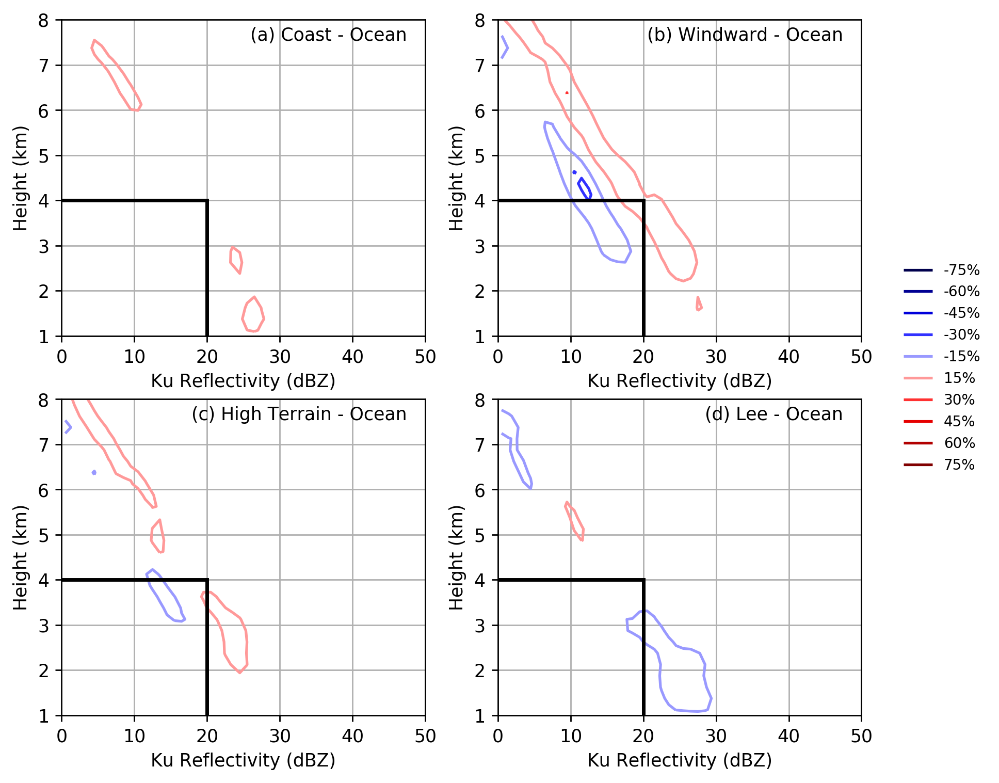 (a) Coast - Ocean
8
7
6
5
4
3
2
1
Height (km)
0 10 20 30 40 50
Ku Reflectivity (dBZ)
(b) Windward - Ocean
8
7
6
5
4
3
2
1
Height (km)
0 10 20 30 40 50
Ku Reflectivity (dBZ)
(c) High Terrain - Ocean
8
7
6
5
4
3
2
1
Height (km)
0 10 20 30 40 50
Ku Reflectivity (dBZ)
(d) Lee - Ocean
8
7
6
5
4
3
2
1
Height (km)
0 10 20 30 40 50
Ku Reflectivity (dBZ)
-75%
-60%
-45%
-30%
-15%
15%
30%
45%
60%
75%